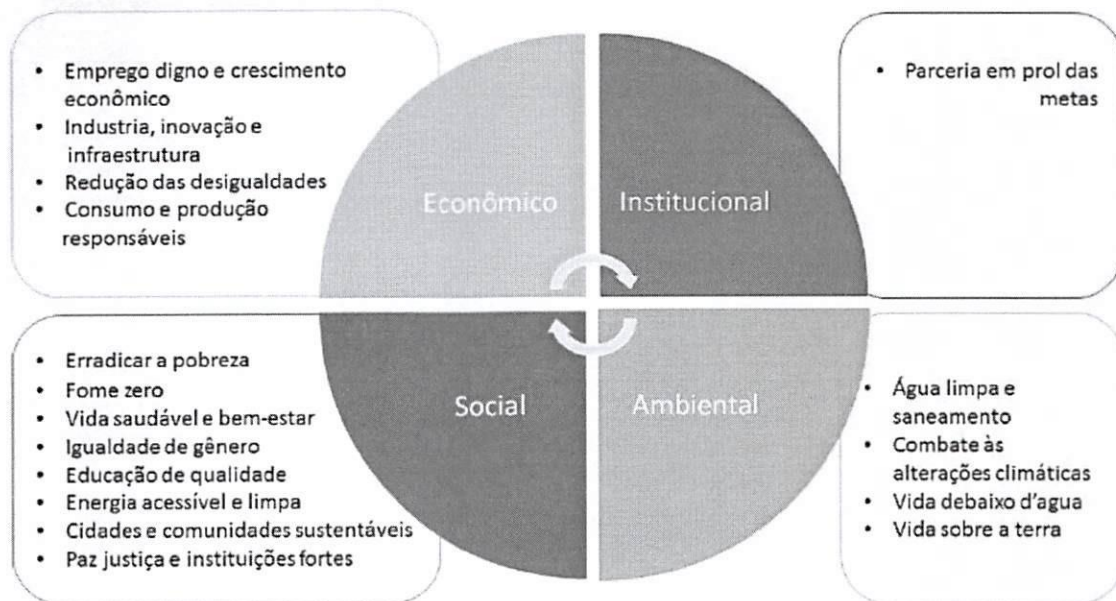 • Emprego digno e crescimento
econômico
• Industria, inovação e
infraestrutura
• Redução das desigualdades
• Consumo e produção
responsáveis
Econômico
Institucional
• Parceria em prol das
metas
• Erradicar a pobreza
• Fome zero
• Vida saudável e bem-estar
• Igualdade de gênero
• Educação de qualidade
• Energia acessível e limpa
• Cidades e comunidades sustentáveis
• Paz justiça e instituições fortes
Social
Ambiental
• Água limpa e
saneamento
• Combate às
alterações climáticas
• Vida debaixo d'agua
• Vida sobre a terra